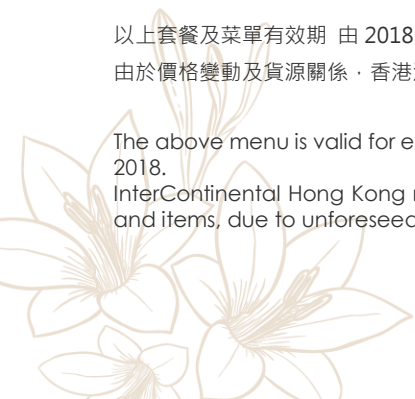 以上套餐及菜單有效期 由 2018
由於價格變動及貨源關係，香港
The above menu is valid for
2018.
InterContinental Hong Kong
and items, due to